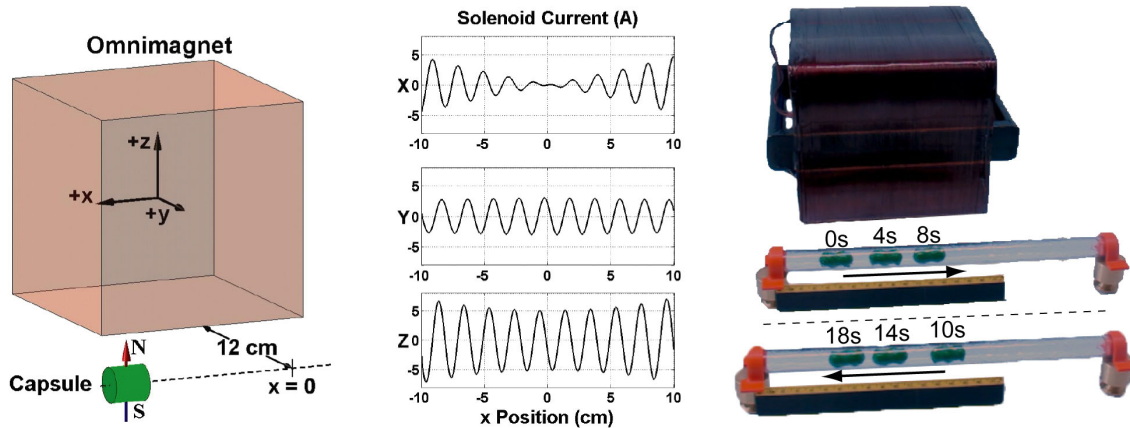 Omnimagnet
+z
+x
+y
12 cm
x = 0
N
Capsule
S
Solenoid Current (A)
X
5
0
-5
-10 -5 0 5 10
Y
5
0
-5
-10 -5 0 5 10
Z
5
0
-5
-10 -5 0 5 10
x Position (cm)
0s 4s 8s
18s 14s 10s